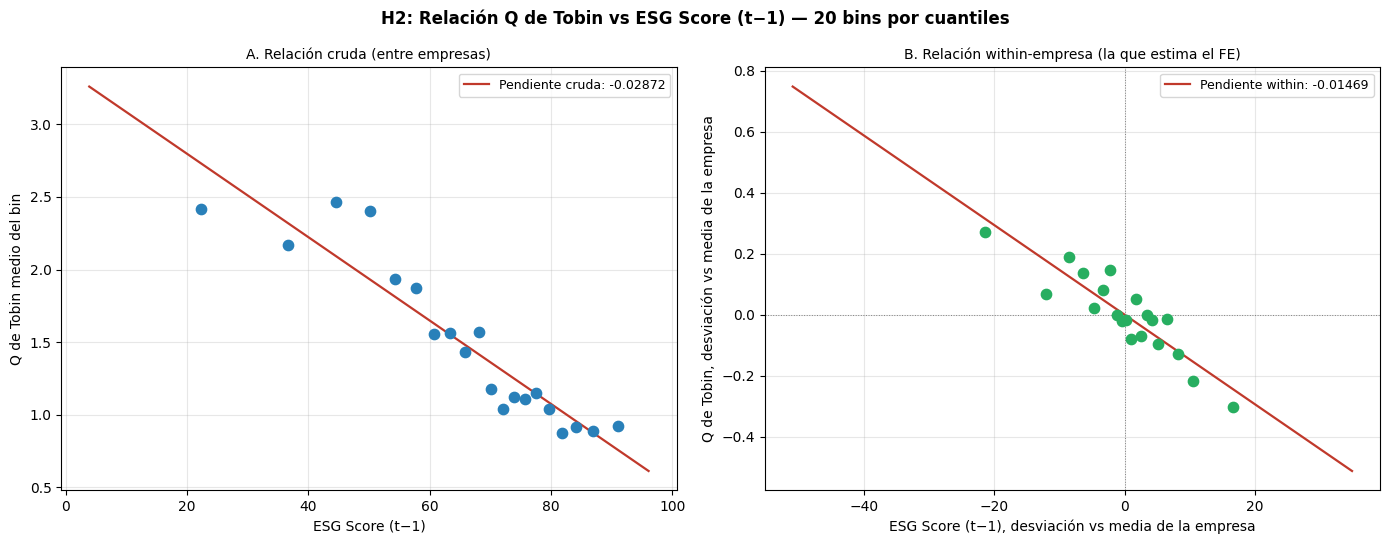 H2: Relación Q de Tobin vs ESG Score (t−1) — 20 bins por cuantiles
A. Relación cruda (entre empresas)
Pendiente cruda: -0.02872
Q de Tobin medio del bin
3.0
2.5
2.0
1.5
1.0
0.5
0
20
40
60
80
100
ESG Score (t−1)
B. Relación within-empresa (la que estima el FE)
Pendiente within: -0.01469
Q de Tobin, desviación vs media de la empresa
0.8
0.6
0.4
0.2
0.0
−0.2
−0.4
−40
−20
0
20
ESG Score (t−1), desviación vs media de la empresa